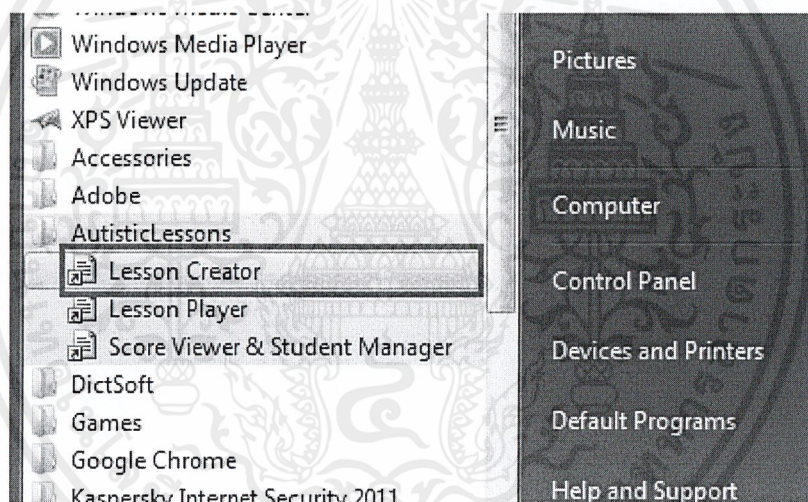 Windows Media Player
Windows Update
XPS Viewer
Accessories
Adobe
AutisticLessons
Lesson Creator
Lesson Player
Score Viewer & Student Manager
DictSoft
Games
Google Chrome
Kaspersky Internet Security 2011
Pictures
Music
Computer
Control Panel
Devices and Printers
Default Programs
Help and Support